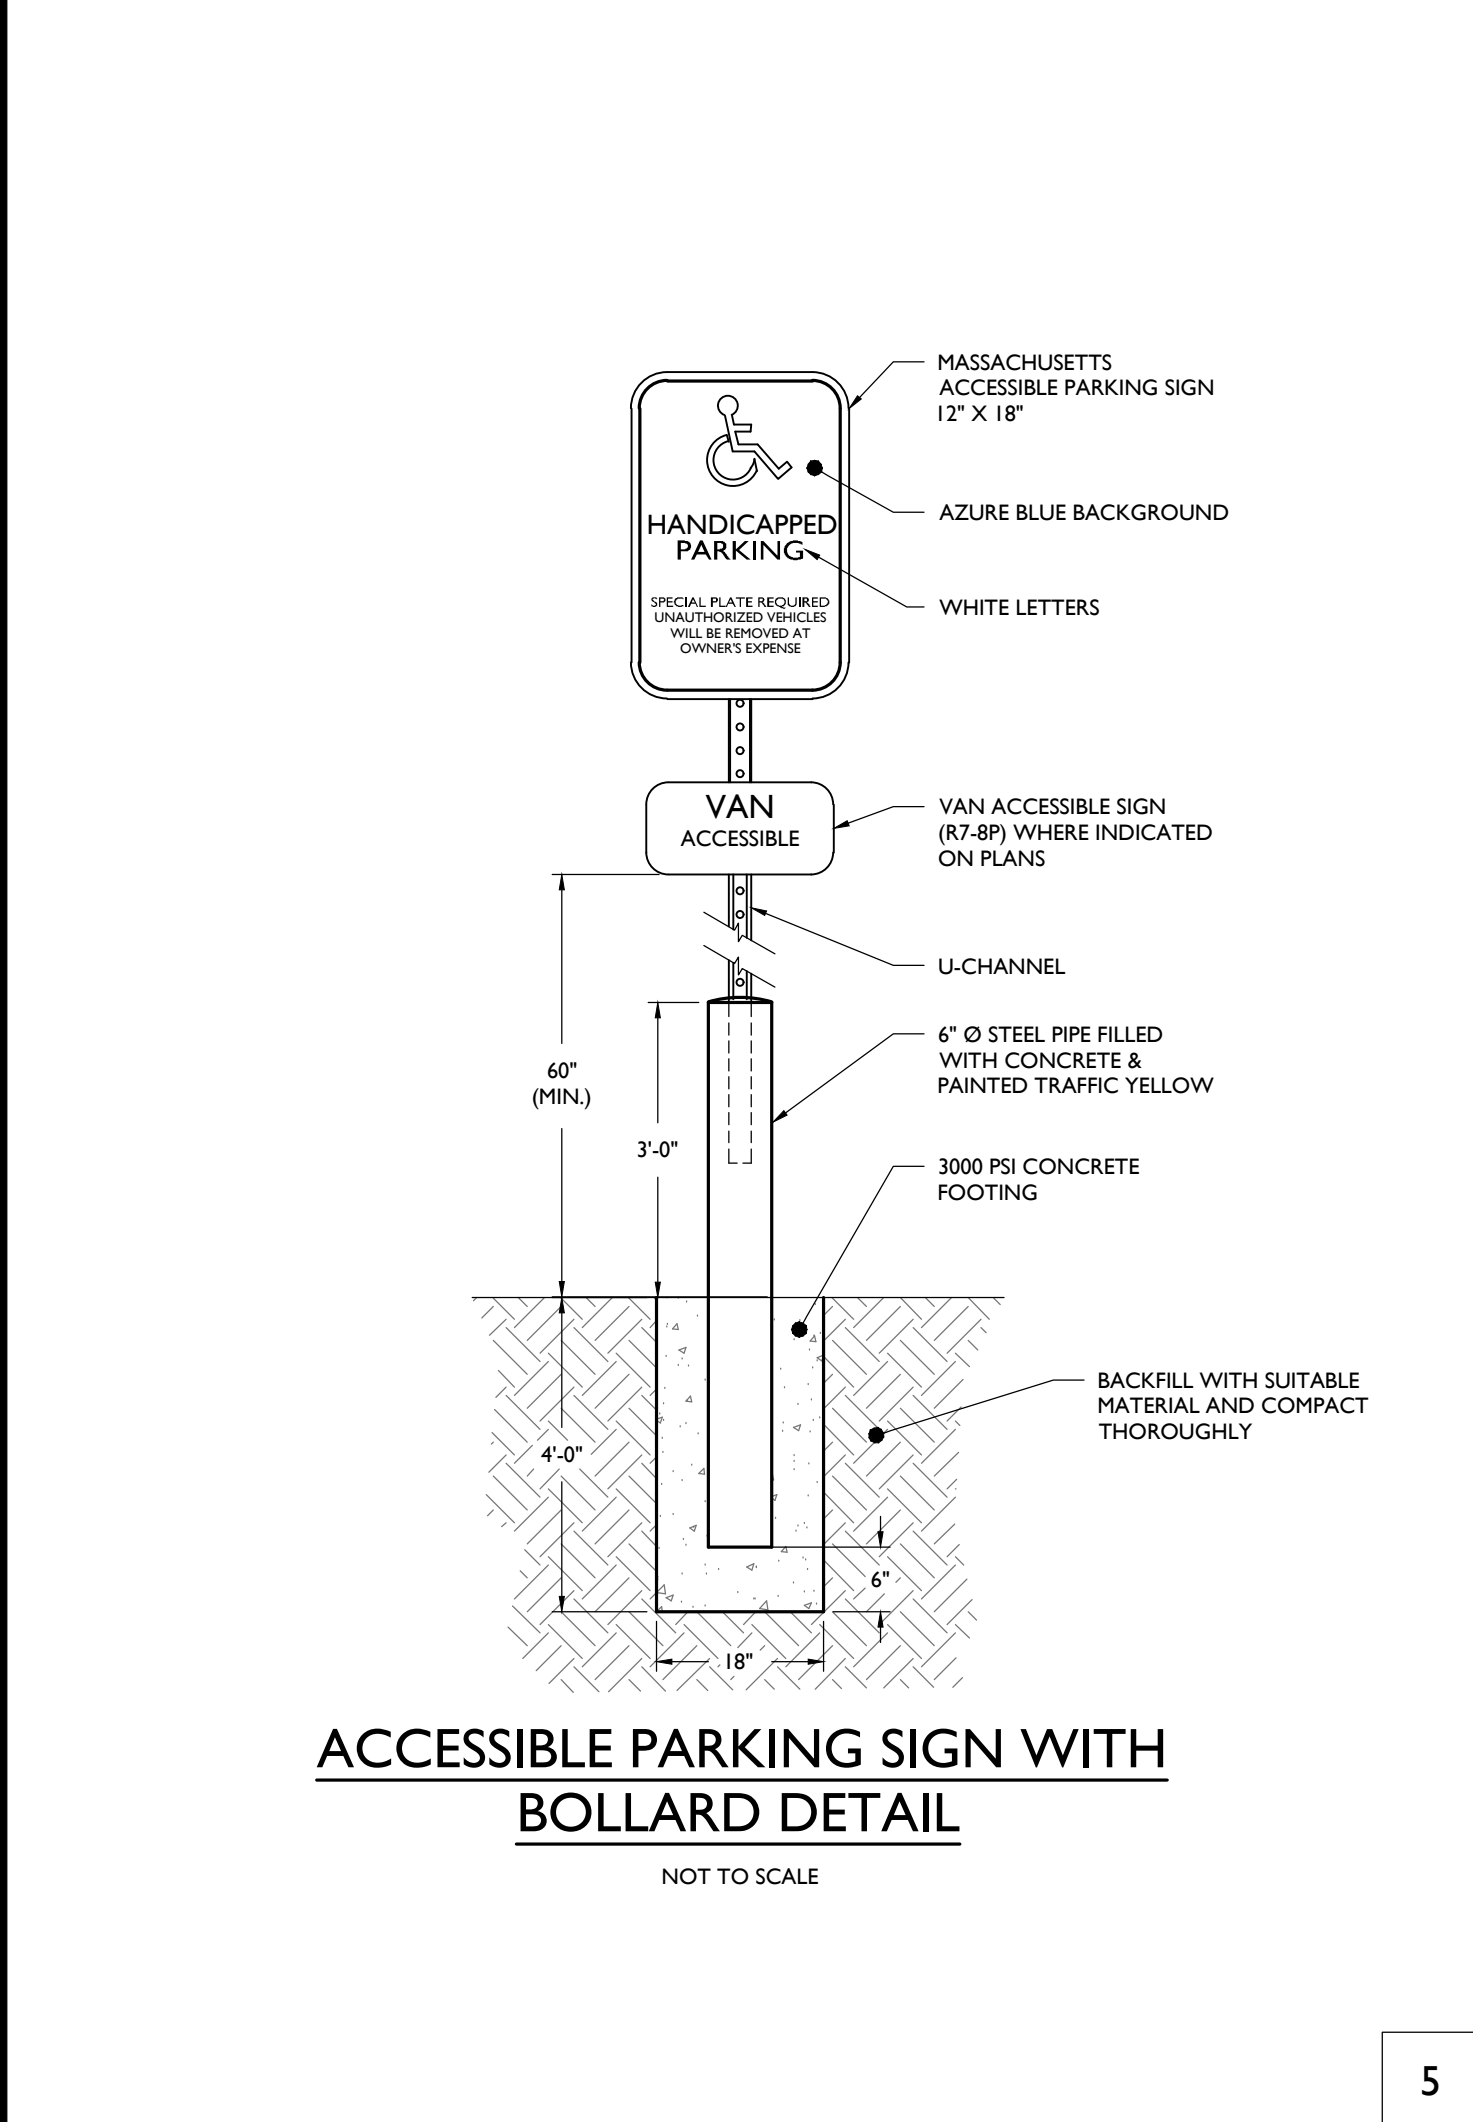 MASSACHUSETTS
ACCESSIBLE PARKING SIGN
12" X 18"
AZURE BLUE BACKGROUND
HANDICAPPED
PARKING
WHITE LETTERS
SPECIAL PLATE REQUIRED
UNAUTHORIZED VEHICLES
WILL BE REMOVED AT
OWNER'S EXPENSE
VAN
ACCESSIBLE
VAN ACCESSIBLE SIGN
(R7-8P) WHERE INDICATED
ON PLANS
U-CHANNEL
6" Ø STEEL PIPE FILLED
WITH CONCRETE &
PAINTED TRAFFIC YELLOW
60"
(MIN.)
3'-0"
3000 PSI CONCRETE
FOOTING
BACKFILL WITH SUITABLE
MATERIAL AND COMPACT
THOROUGHLY
4'-0"
6"
18"
ACCESSIBLE PARKING SIGN WITH
BOLLARD DETAIL
NOT TO SCALE
5